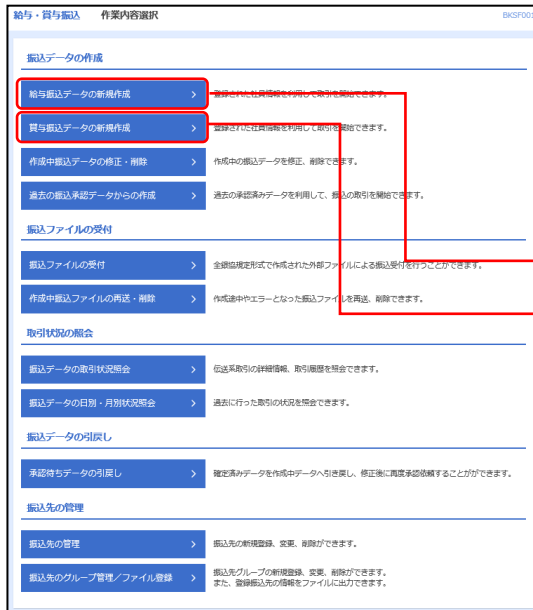 給与・賞与振込 作業内容選択 BKSF001
振込データの作成
給与振込データの新規作成 > 登録された社員情報を利用して取引を開始できます。
賞与振込データの新規作成 > 登録された社員情報を利用して取引を開始できます。
作成中振込データの修正・削除 > 作成中の振込データを修正、削除できます。
過去の振込承認データからの作成 > 過去の承認済みデータを利用して、振込の取引を開始できます。
振込ファイルの受付
振込ファイルの受付 > 全銀協規定形式で作成された外部ファイルによる振込受付を行うことができます。
作成中振込ファイルの再送・削除 > 作成途中やエラーとなった振込ファイルを再送、削除できます。
取引状況の照会
振込データの取引状況照会 > 伝送系取引の詳細情報、取引履歴を照会できます。
振込データの日別・月別状況照会 > 過去に行った取引の状況を照会できます。
振込データの引戻し
承認待ちデータの引戻し > 確定済みデータを作成中データへ引き戻し、修正後に再度承認依頼することがができます。
振込先の管理
振込先の管理 > 振込先の新規登録、変更、削除ができます。
振込先のグループ管理／ファイル登録 > 振込先グループの新規登録、変更、削除ができます。
また、登録振込先の情報をファイルに出力できます。